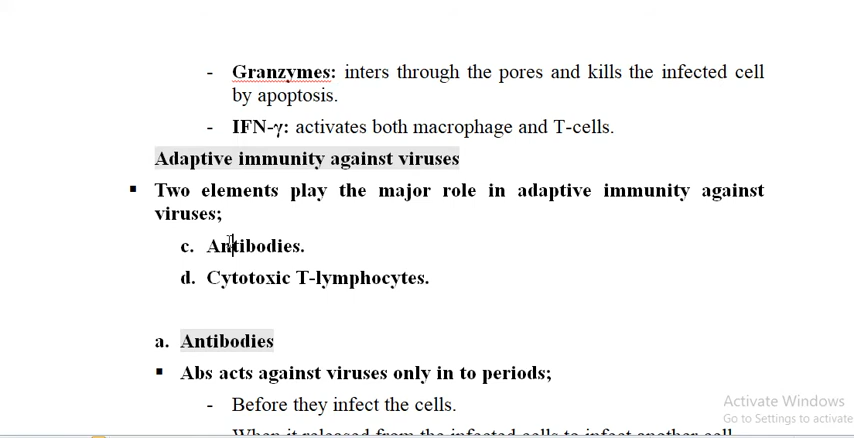 - Granzymes: inters through the pores and kills the infected cell
by apoptosis.
- IFN-γ: activates both macrophage and T-cells.
Adaptive immunity against viruses
▪ Two elements play the major role in adaptive immunity against
viruses;
c. Antibodies.
d. Cytotoxic T-lymphocytes.
a. Antibodies
▪ Abs acts against viruses only in to periods;
- Before they infect the cells.
- When it released from the infected cells to infect another cell
Activate Windows
Go to Settings to activate